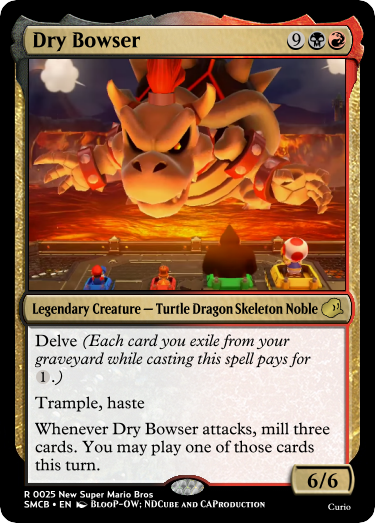 Dry Bowser 9
Legendary Creature — Turtle Dragon Skeleton Noble
Delve (Each card you exile from your
graveyard while casting this spell pays for
1.)
Trample, haste
Whenever Dry Bowser attacks, mill three
cards. You may play one of those cards
this turn.
6/6
R 0025 New Super Mario Bros
SMCB • EN BlooP-OW; NDCube and CAProduction
Curio